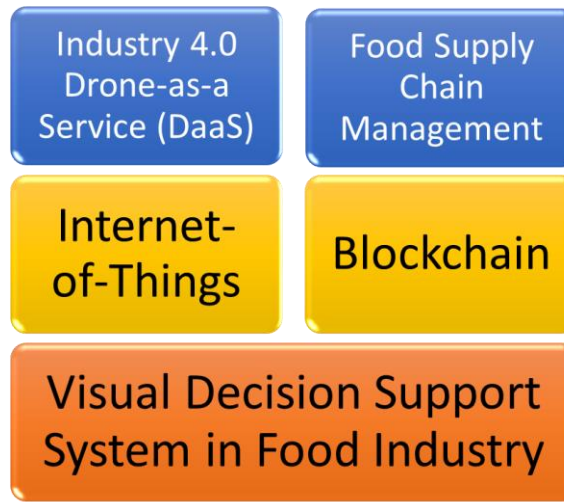 Industry 4.0
Drone-as-a
Service (DaaS)
Food Supply
Chain
Management
Internet-
of-Things
Blockchain
Visual Decision Support
System in Food Industry